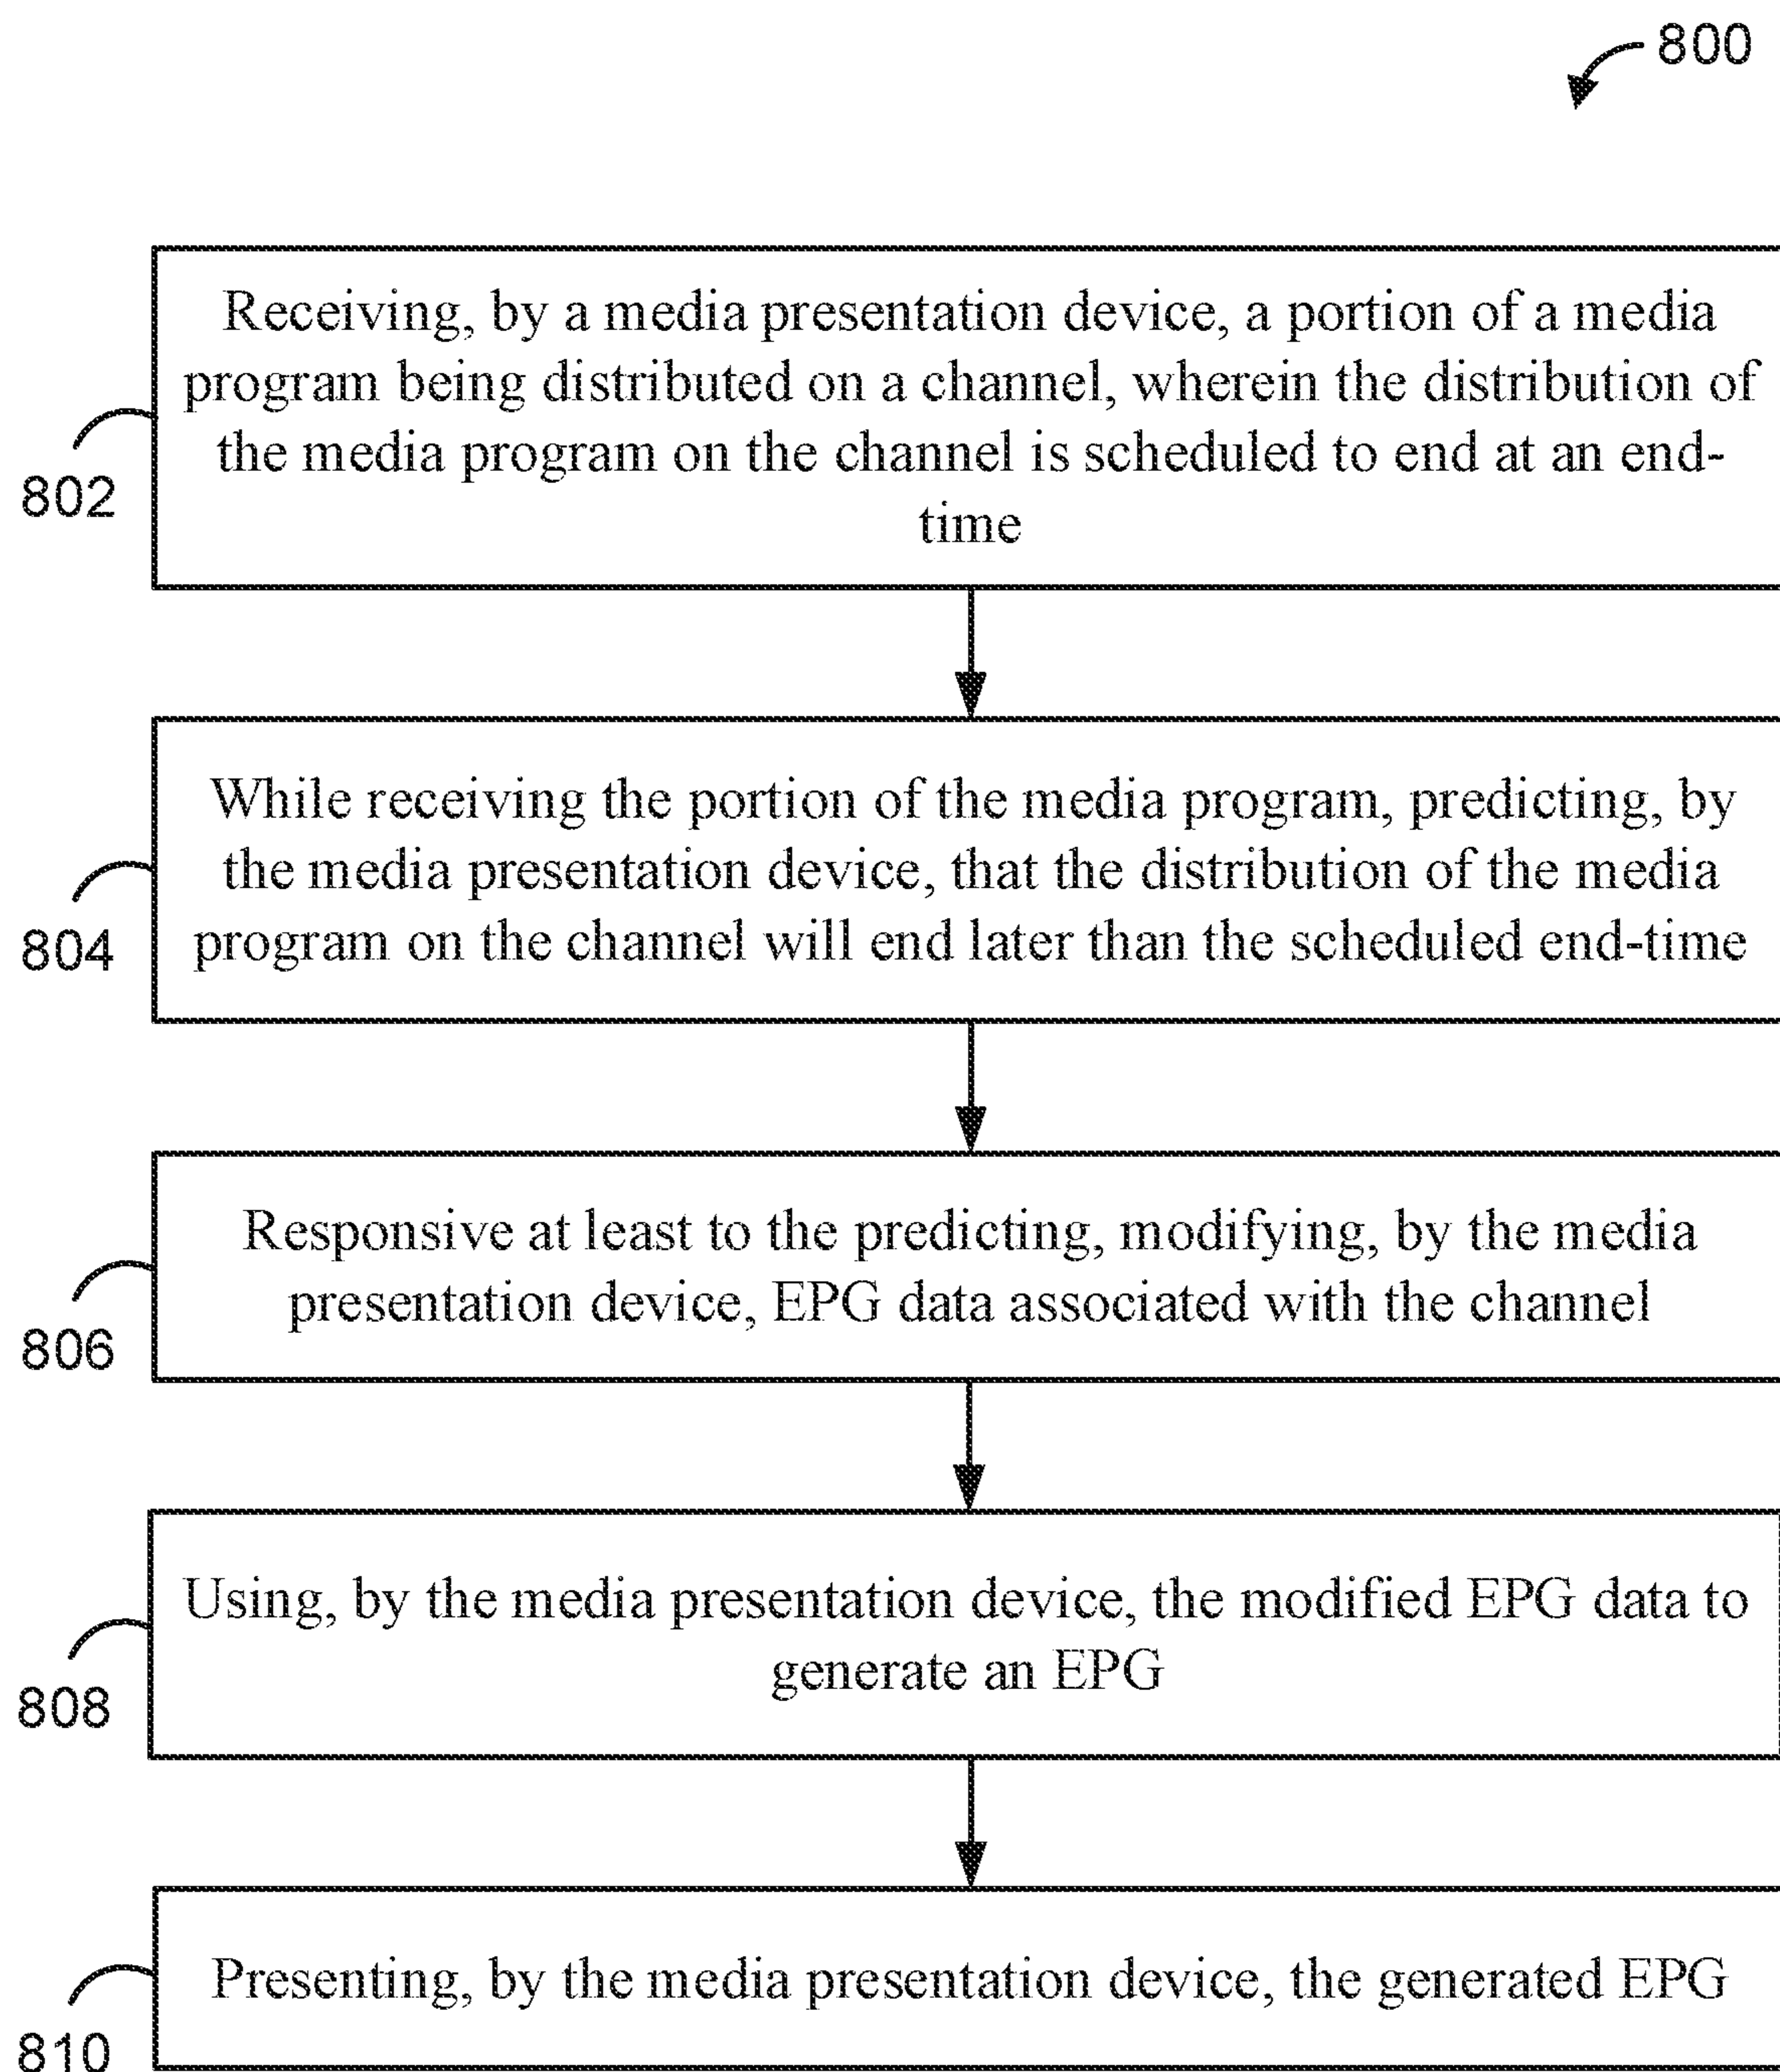 800
Receiving, by a media presentation device, a portion of a media
program being distributed on a channel, wherein the distribution of
the media program on the channel is scheduled to end at an end-
time
802
While receiving the portion of the media program, predicting, by
the media presentation device, that the distribution of the media
program on the channel will end later than the scheduled end-time
804
Responsive at least to the predicting, modifying, by the media
presentation device, EPG data associated with the channel
806
Using, by the media presentation device, the modified EPG data to
generate an EPG
808
Presenting, by the media presentation device, the generated EPG
810